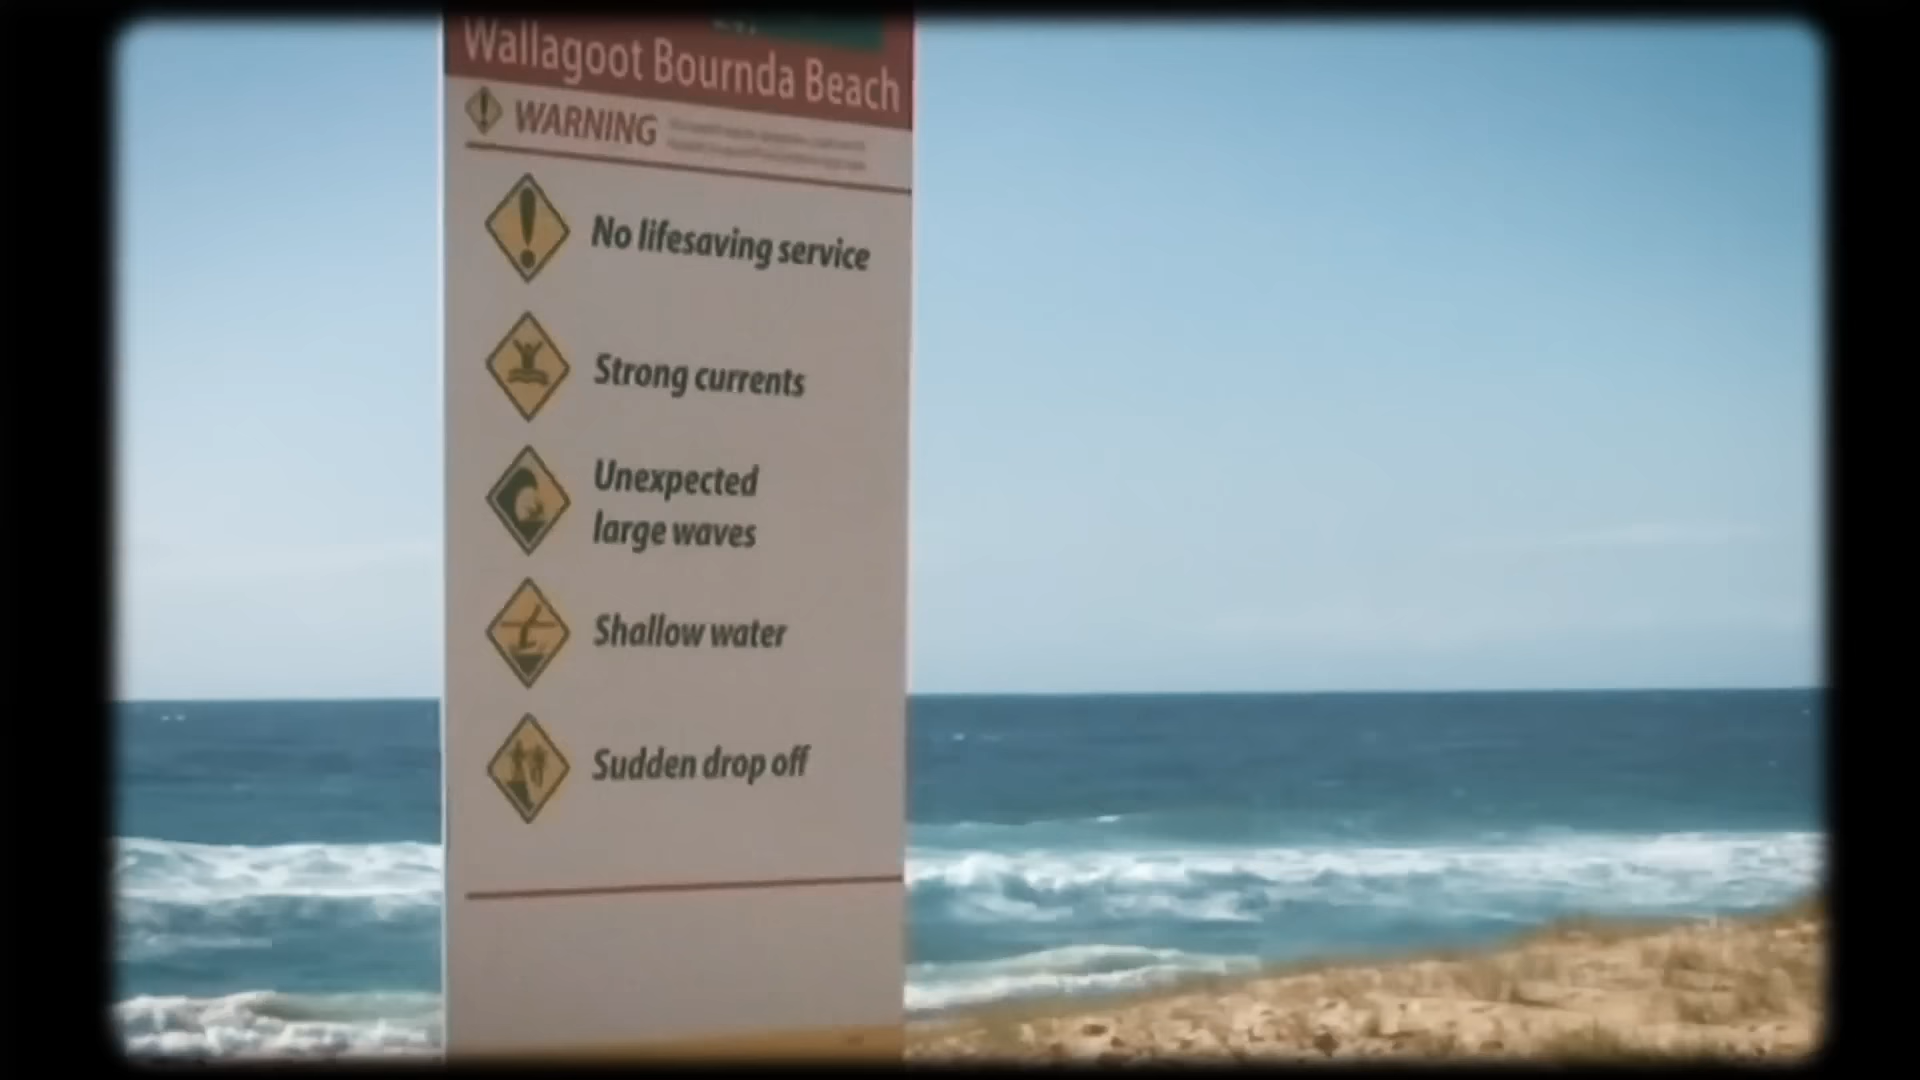 Wallagoot Bournda Beach
WARNING
No lifesaving service
Strong currents
Unexpected
large waves
Shallow water
Sudden drop off